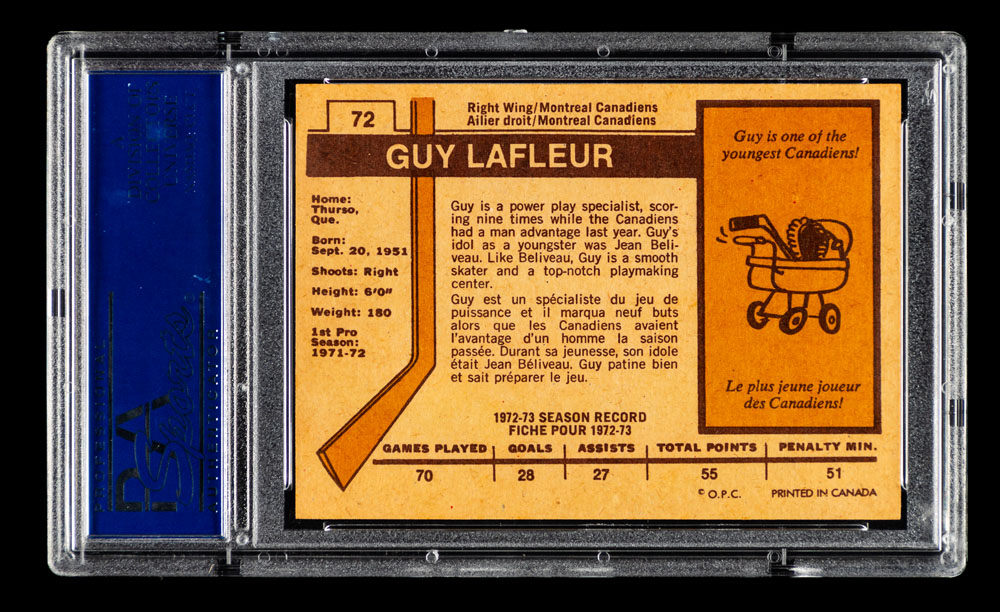 72
Right Wing/Montreal Canadiens
Ailier droit/Montreal Canadiens
GUY LAFLEUR
Home:
Thurso,
Que.
Born:
Sept. 20, 1951
Shoots: Right
Height: 6'0"
Weight: 180
1st Pro
Season:
1971-72
Guy is a power play specialist, scor-
ing nine times while the Canadiens
had a man advantage last year. Guy's
idol as a youngster was Jean Beli-
veau. Like Beliveau, Guy is a smooth
skater and a top-notch playmaking
center.
Guy est un spécialiste du jeu de
puissance et il marqua neuf buts
alors que les Canadiens avaient
l'avantage d'un homme la saison
passée. Durant sa jeunesse, son idole
était Jean Béliveau. Guy patine bien
et sait préparer le jeu.
Guy is one of the
youngest Canadiens!
Le plus jeune joueur
des Canadiens!
1972-73 SEASON RECORD
FICHE POUR 1972-73
GAMES PLAYED GOALS ASSISTS TOTAL POINTS PENALTY MIN.
70 28 27 55 51
© O.P.C. PRINTED IN CANADA
PSA